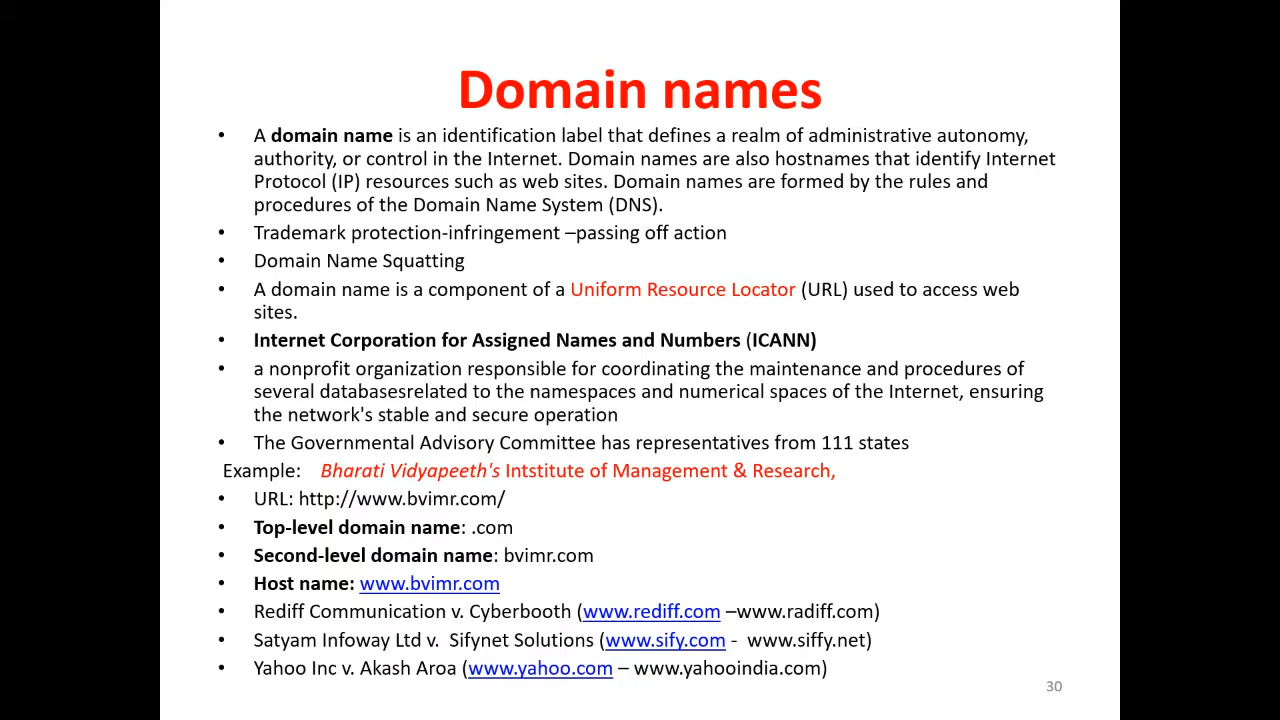 Domain names
• A domain name is an identification label that defines a realm of administrative autonomy,
authority, or control in the Internet. Domain names are also hostnames that identify Internet
Protocol (IP) resources such as web sites. Domain names are formed by the rules and
procedures of the Domain Name System (DNS).
• Trademark protection-infringement –passing off action
• Domain Name Squatting
• A domain name is a component of a Uniform Resource Locator (URL) used to access web
sites.
• Internet Corporation for Assigned Names and Numbers (ICANN)
• a nonprofit organization responsible for coordinating the maintenance and procedures of
several databasesrelated to the namespaces and numerical spaces of the Internet, ensuring
the network's stable and secure operation
• The Governmental Advisory Committee has representatives from 111 states
Example: Bharati Vidyapeeth's Intstitute of Management & Research,
• URL: http://www.bvimr.com/
• Top-level domain name: .com
• Second-level domain name: bvimr.com
• Host name: www.bvimr.com
• Rediff Communication v. Cyberbooth (www.rediff.com –www.radiff.com)
• Satyam Infoway Ltd v. Sifynet Solutions (www.sify.com - www.siffy.net)
• Yahoo Inc v. Akash Aroa (www.yahoo.com – www.yahooindia.com)
30